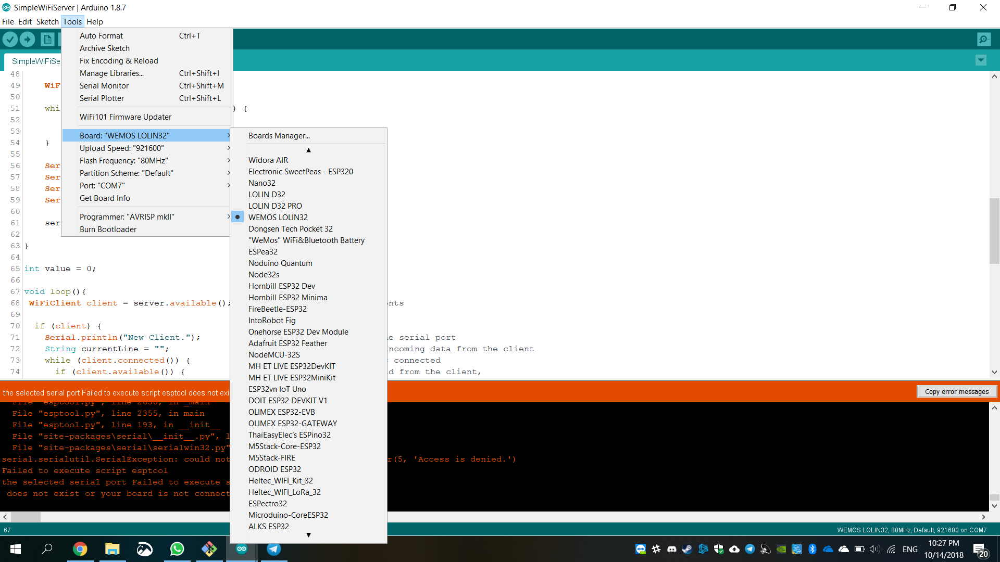 SimpleWiFiServer | Arduino 1.8.7
File Edit Sketch Tools Help
Auto Format Ctrl+T
Archive Sketch
Fix Encoding & Reload
Manage Libraries... Ctrl+Shift+I
Serial Monitor Ctrl+Shift+M
Serial Plotter Ctrl+Shift+L
WiFi101 Firmware Updater
Board: "WEMOS LOLIN32"
Upload Speed: "921600"
Flash Frequency: "80MHz"
Partition Scheme: "Default"
Port: "COM7"
Get Board Info
Programmer: "AVRISP mkII"
Burn Bootloader
Boards Manager...
Widora AIR
Electronic SweetPeas - ESP320
Nano32
LOLIN D32
LOLIN D32 PRO
WEMOS LOLIN32
Dongsen Tech Pocket 32
"WeMos" WiFi&Bluetooth Battery
ESPea32
Noduino Quantum
Node32s
Hornbill ESP32 Dev
Hornbill ESP32 Minima
FireBeetle-ESP32
IntoRobot Fig
Onehorse ESP32 Dev Module
Adafruit ESP32 Feather
NodeMCU-32S
MH ET LIVE ESP32DevKIT
MH ET LIVE ESP32MiniKit
ESP32vn IoT Uno
DOIT ESP32 DEVKIT V1
OLIMEX ESP32-EVB
OLIMEX ESP32-GATEWAY
ThaiEasyElec's ESPino32
M5Stack-Core-ESP32
M5Stack-FIRE
ODROID ESP32
Heltec_WIFI_Kit_32
Heltec_WIFI_LoRa_32
ESPectro32
Microduino-CoreESP32
ALKS ESP32
SimpleWiFiSe
48
49 WiF
50
51 whi ) {
52
53
54 }
55
56 Ser
57 Ser
58 Ser
59 Ser
60
61 ser
62
63 }
64
65 int value = 0;
66
67 void loop(){
68 WiFiClient client = server.available(); ents
69
70 if (client) {
71 Serial.println("New Client."); e serial port
72 String currentLine = ""; ncoming data from the client
73 while (client.connected()) { connected
74 if (client.available()) { d from the client,
the selected serial port Failed to execute script esptool does not exi
Copy error messages
File "esptool.py", line 2650, in _main
File "esptool.py", line 2355, in main
File "esptool.py", line 193, in __init__
File "site-packages\serial\__init__.py", l
File "site-packages\serial\serialwin32.py"
serial.serialutil.SerialException: could not r(5, 'Access is denied.')
Failed to execute script esptool
the selected serial port Failed to execute s
does not exist or your board is not connect
67
WEMOS LOLIN32, 80MHz, Default, 921600 on COM7
ENG
10:27 PM
10/14/2018
20